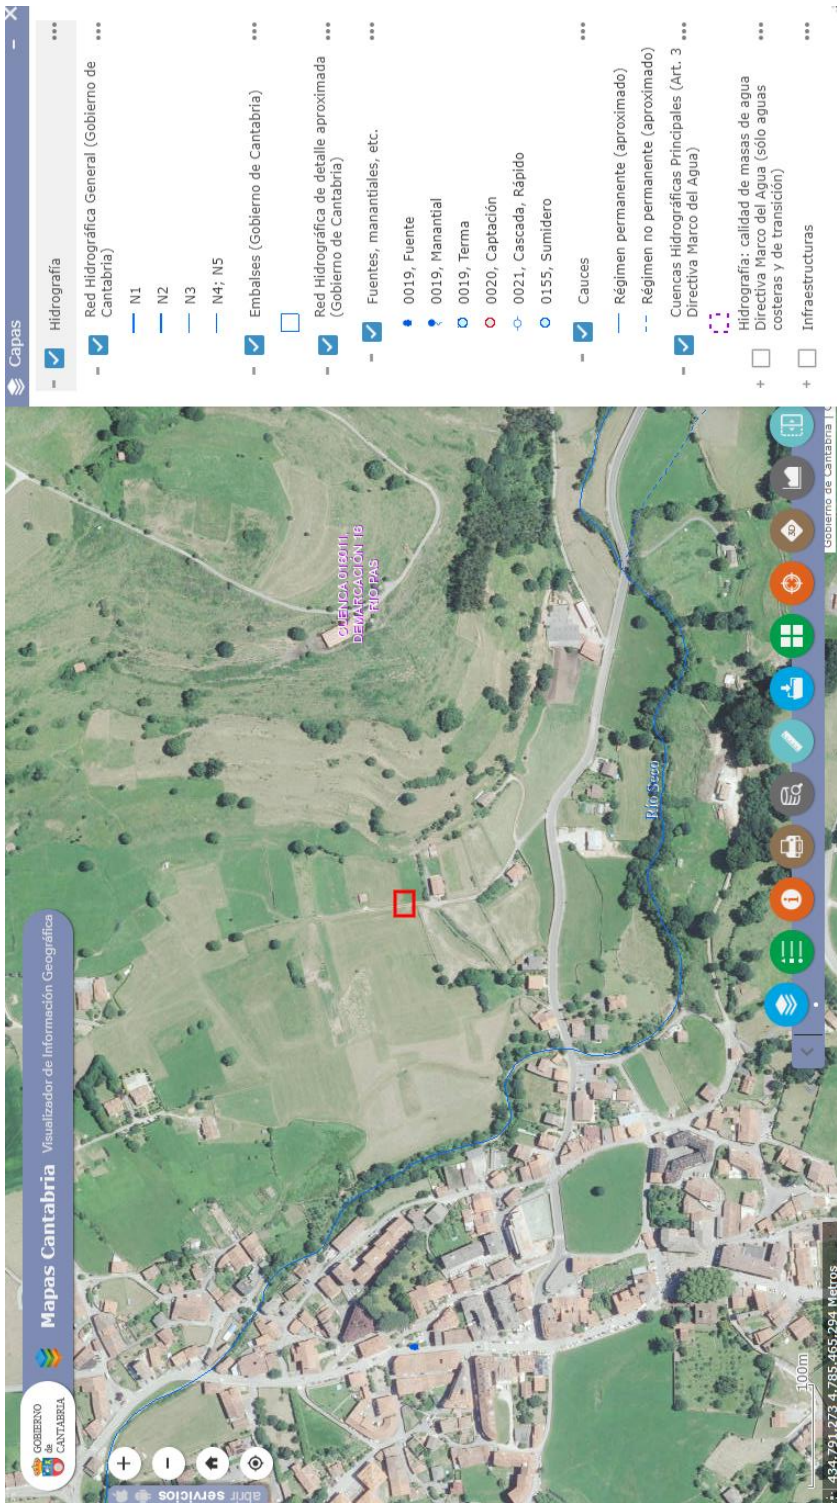 GOBIERNO
de
CANTABRIA
Mapas Cantabria Visualizador de Información Geográfica
abrir servicios
CUENCA 016011
DEMARCACIÓN 16
RÍO PAS
Río Seco
100m
434.791,273 4.785.465,294 Metros
3D
Gobierno de Cantabria |
Capas
Hidrografía
Red Hidrográfica General (Gobierno de
Cantabria)
N1
N2
N3
N4; N5
Embalses (Gobierno de Cantabria)
Red Hidrográfica de detalle aproximada
(Gobierno de Cantabria)
Fuentes, manantiales, etc.
0019, Fuente
0019, Manantial
0019, Terma
0020, Captación
0021, Cascada, Rápido
0155, Sumidero
Cauces
Régimen permanente (aproximado)
Régimen no permanente (aproximado)
Cuencas Hidrográficas Principales (Art. 3
Directiva Marco del Agua)
Hidrografía: calidad de masas de agua
Directiva Marco del Agua (sólo aguas
costeras y de transición)
Infraestructuras